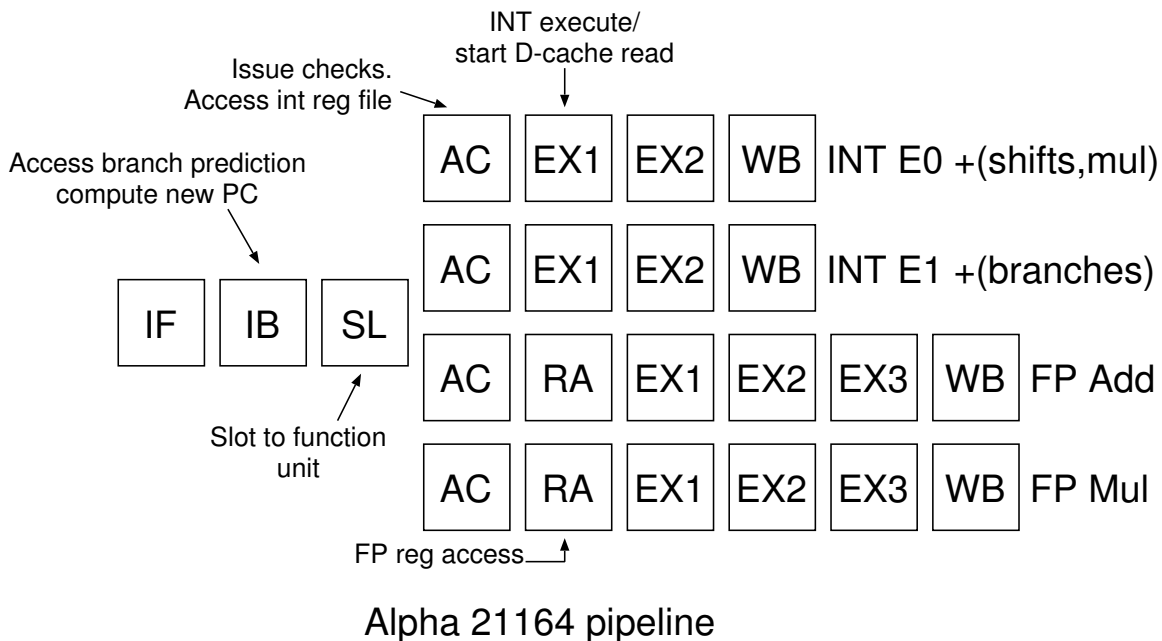 INT execute/
start D-cache read
Issue checks.
Access int reg file
AC EX1 EX2 WB INT E0 +(shifts,mul)
Access branch prediction
compute new PC
AC EX1 EX2 WB INT E1 +(branches)
IF IB SL
AC RA EX1 EX2 EX3 WB FP Add
Slot to function
unit
AC RA EX1 EX2 EX3 WB FP Mul
FP reg access
Alpha 21164 pipeline